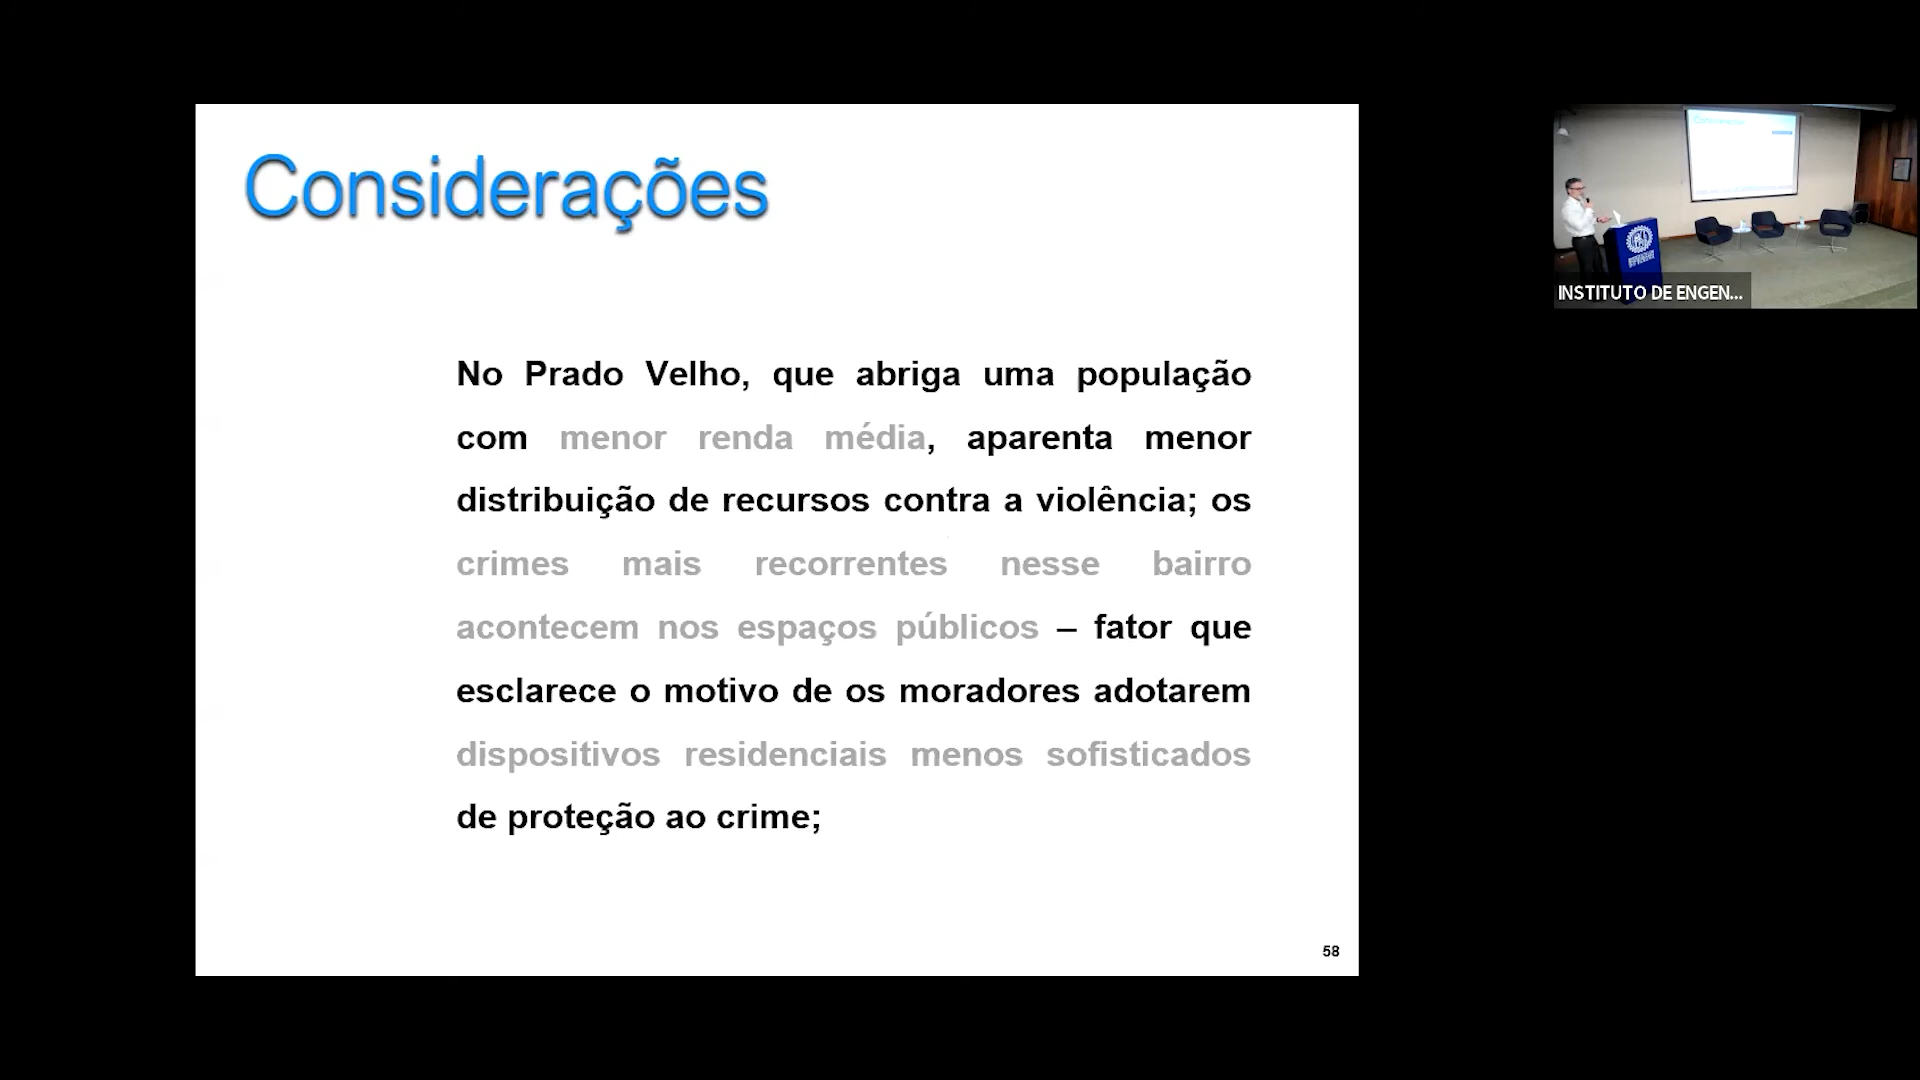 Considerações
No Prado Velho, que abriga uma população
com menor renda média, aparenta menor
distribuição de recursos contra a violência; os
crimes mais recorrentes nesse bairro
acontecem nos espaços públicos – fator que
esclarece o motivo de os moradores adotarem
dispositivos residenciais menos sofisticados
de proteção ao crime;
58
INSTITUTO DE ENGEN...